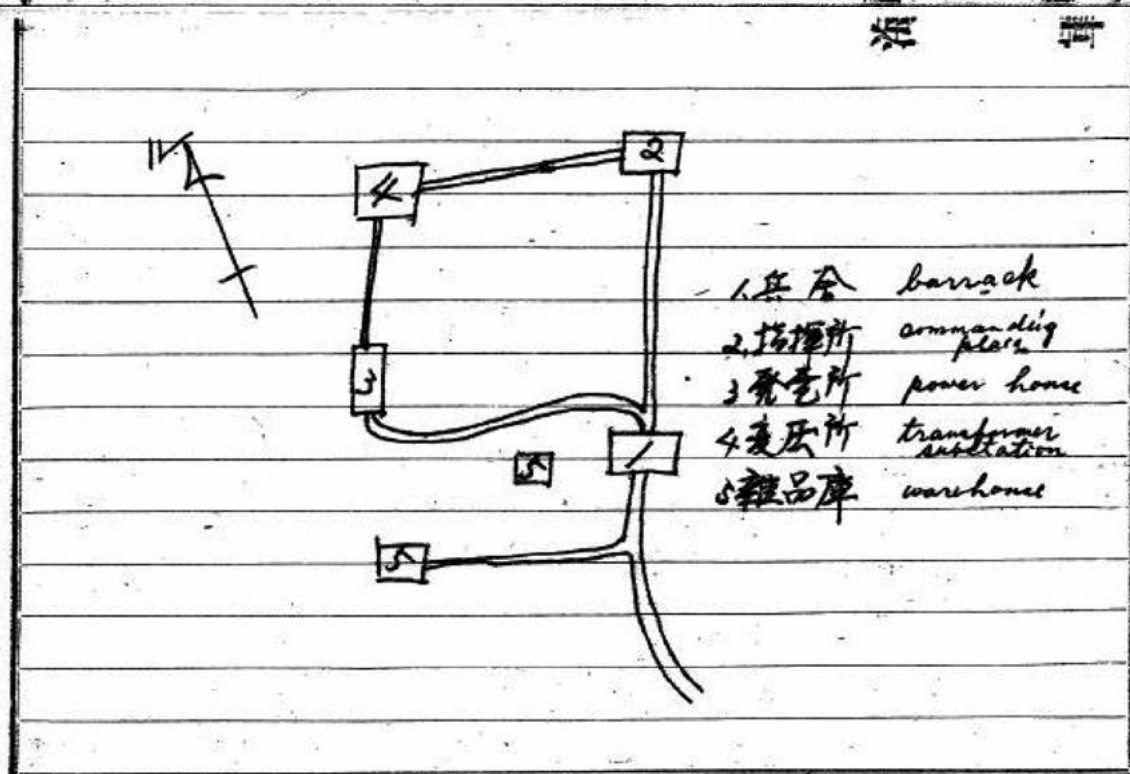 N
2
4
3
1
5
5
1.兵舎 barrack
2.指揮所 commanding
place
3 発電所 power house
4 変圧所 transformer
substation
5 雑品庫 warehouse